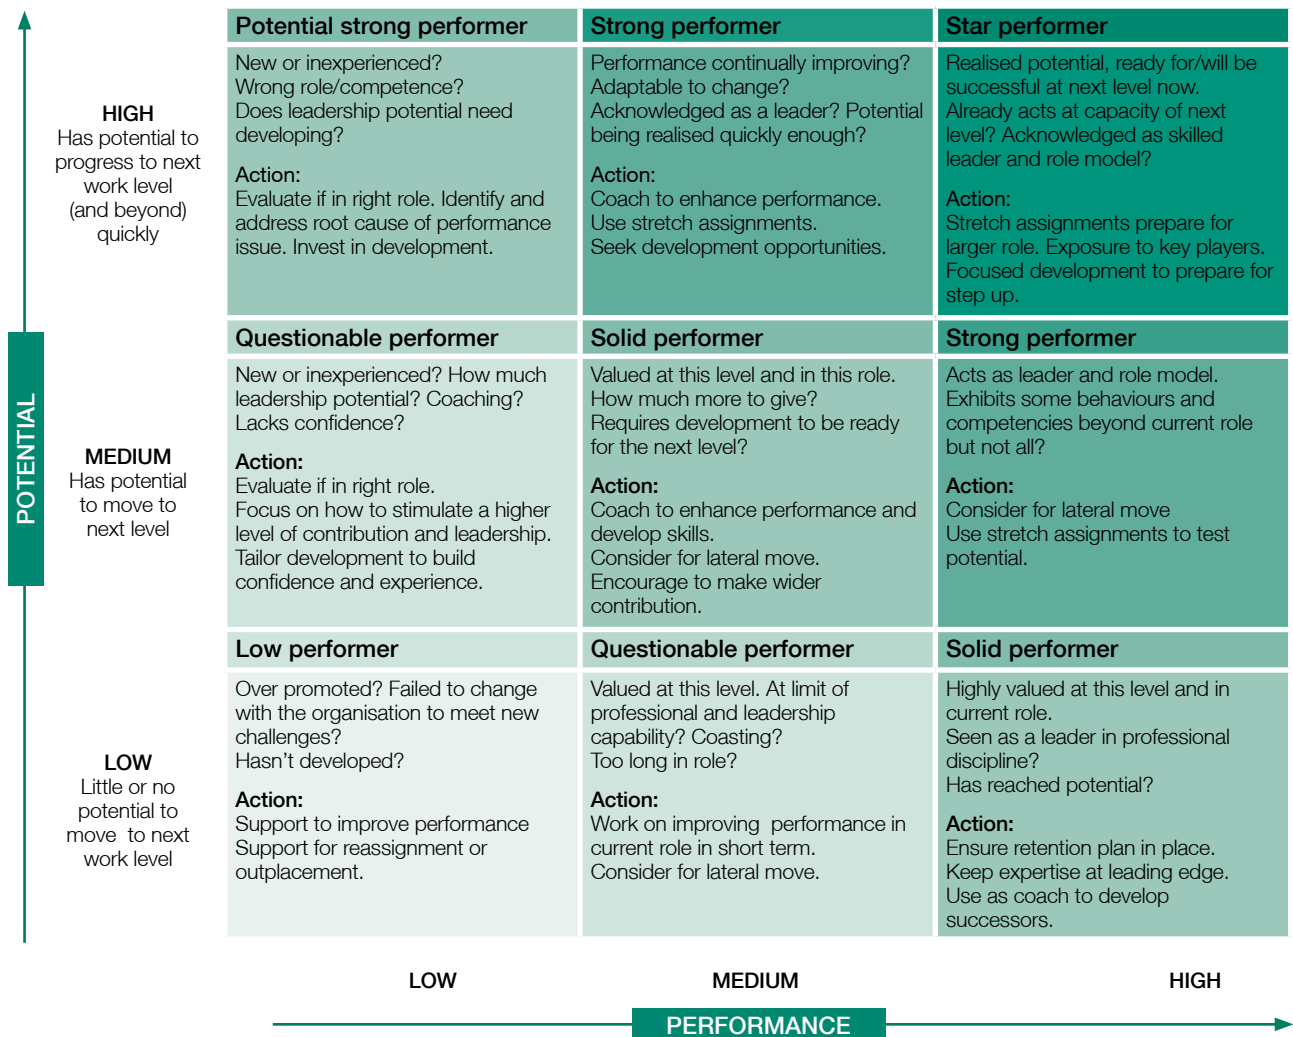 Potential strong performer
New or inexperienced?
Wrong role/competence?
Does leadership potential need
developing?
Action:
Evaluate if in right role. Identify and
address root cause of performance
issue. Invest in development.
Strong performer
Performance continually improving?
Adaptable to change?
Acknowledged as a leader? Potential
being realised quickly enough?
Action:
Coach to enhance performance.
Use stretch assignments.
Seek development opportunities.
Star performer
Realised potential, ready for/will be
successful at next level now.
Already acts at capacity of next
level? Acknowledged as skilled
leader and role model?
Action:
Stretch assignments prepare for
larger role. Exposure to key players.
Focused development to prepare for
step up.
HIGH
Has potential to
progress to next
work level
(and beyond)
quickly
POTENTIAL
MEDIUM
Has potential
to move to
next level
Questionable performer
New or inexperienced? How much
leadership potential? Coaching?
Lacks confidence?
Action:
Evaluate if in right role.
Focus on how to stimulate a higher
level of contribution and leadership.
Tailor development to build
confidence and experience.
Solid performer
Valued at this level and in this role.
How much more to give?
Requires development to be ready
for the next level?
Action:
Coach to enhance performance and
develop skills.
Consider for lateral move.
Encourage to make wider
contribution.
Strong performer
Acts as leader and role model.
Exhibits some behaviours and
competencies beyond current role
but not all?
Action:
Consider for lateral move
Use stretch assignments to test
potential.
LOW
Little or no
potential to
move  to next
work level
Low performer
Over promoted? Failed to change
with the organisation to meet new
challenges?
Hasn't developed?
Action:
Support to improve performance
Support for reassignment or
outplacement.
Questionable performer
Valued at this level. At limit of
professional and leadership
capability? Coasting?
Too long in role?
Action:
Work on improving  performance in
current role in short term.
Consider for lateral move.
Solid performer
Highly valued at this level and in
current role.
Seen as a leader in professional
discipline?
Has reached potential?
Action:
Ensure retention plan in place.
Keep expertise at leading edge.
Use as coach to develop
successors.
LOW
MEDIUM
HIGH
PERFORMANCE